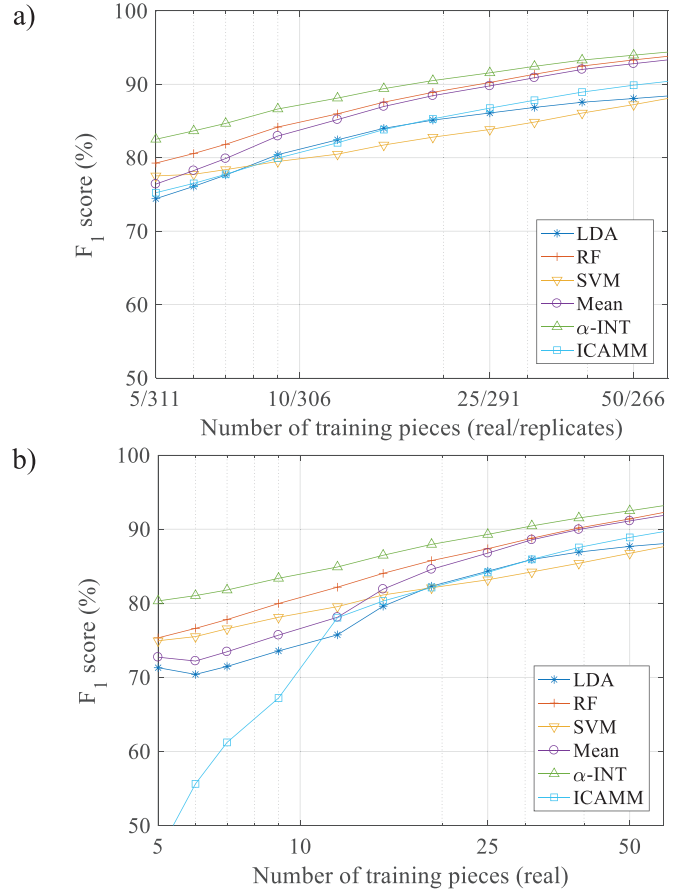 a)
100
90
80
70
60
50
F1 score (%)
LDA
RF
SVM
Mean
α-INT
ICAMM
5/311 10/306 25/291 50/266
Number of training pieces (real/replicates)
b)
100
90
80
70
60
50
F1 score (%)
LDA
RF
SVM
Mean
α-INT
ICAMM
5 10 25 50
Number of training pieces (real)